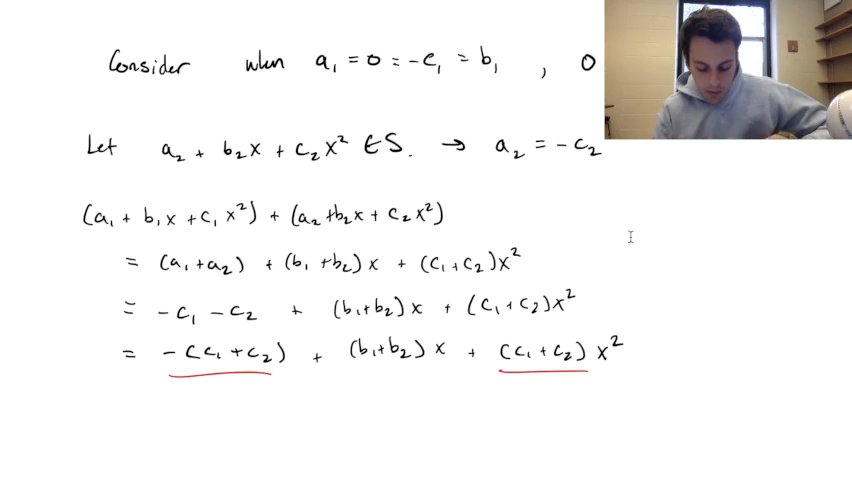 Consider when a₁ = 0 = -c₁ = b₁ , 0
Let a₂ + b₂x + c₂x² ∈ S. → a₂ = -c₂
(a₁ + b₁x + c₁x²) + (a₂+b₂x + c₂x²)
= (a₁+a₂) + (b₁+b₂)x + (c₁+c₂)x²
= -c₁ -c₂ + (b₁+b₂)x + (c₁+c₂)x²
= -(c₁+c₂) + (b₁+b₂)x + (c₁+c₂)x²